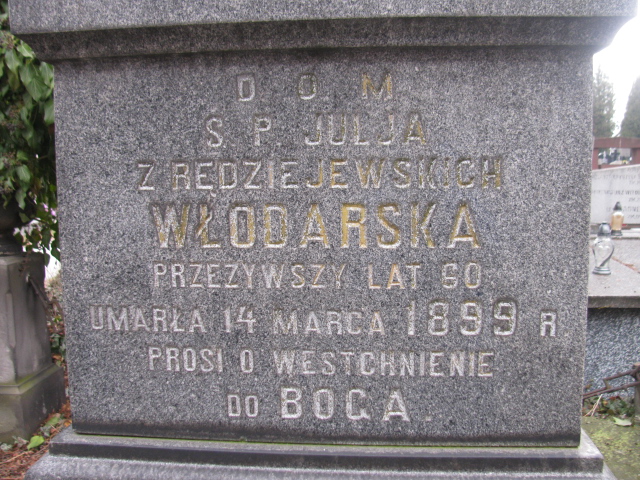 D O M
Ś. P. JULJA
Z REDZIEJEWSKICH
WŁODARSKA
PRZEŻYWSZY LAT 60.
UMARŁA 14 MARCA 1899 R
PROSI O WESTCHNIENIE
DO BOGA.